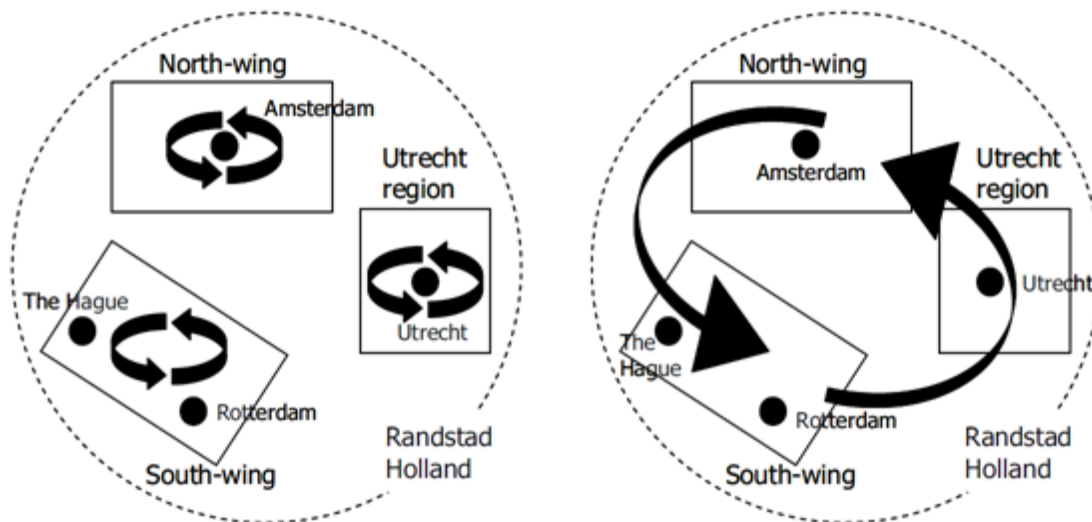 North-wing
Amsterdam
Utrecht
region
Utrecht
The Hague
Rotterdam
South-wing
Randstad
Holland
North-wing
Amsterdam
Utrecht
region
Utrecht
The
Hague
Rotterdam
South-wing
Randstad
Holland